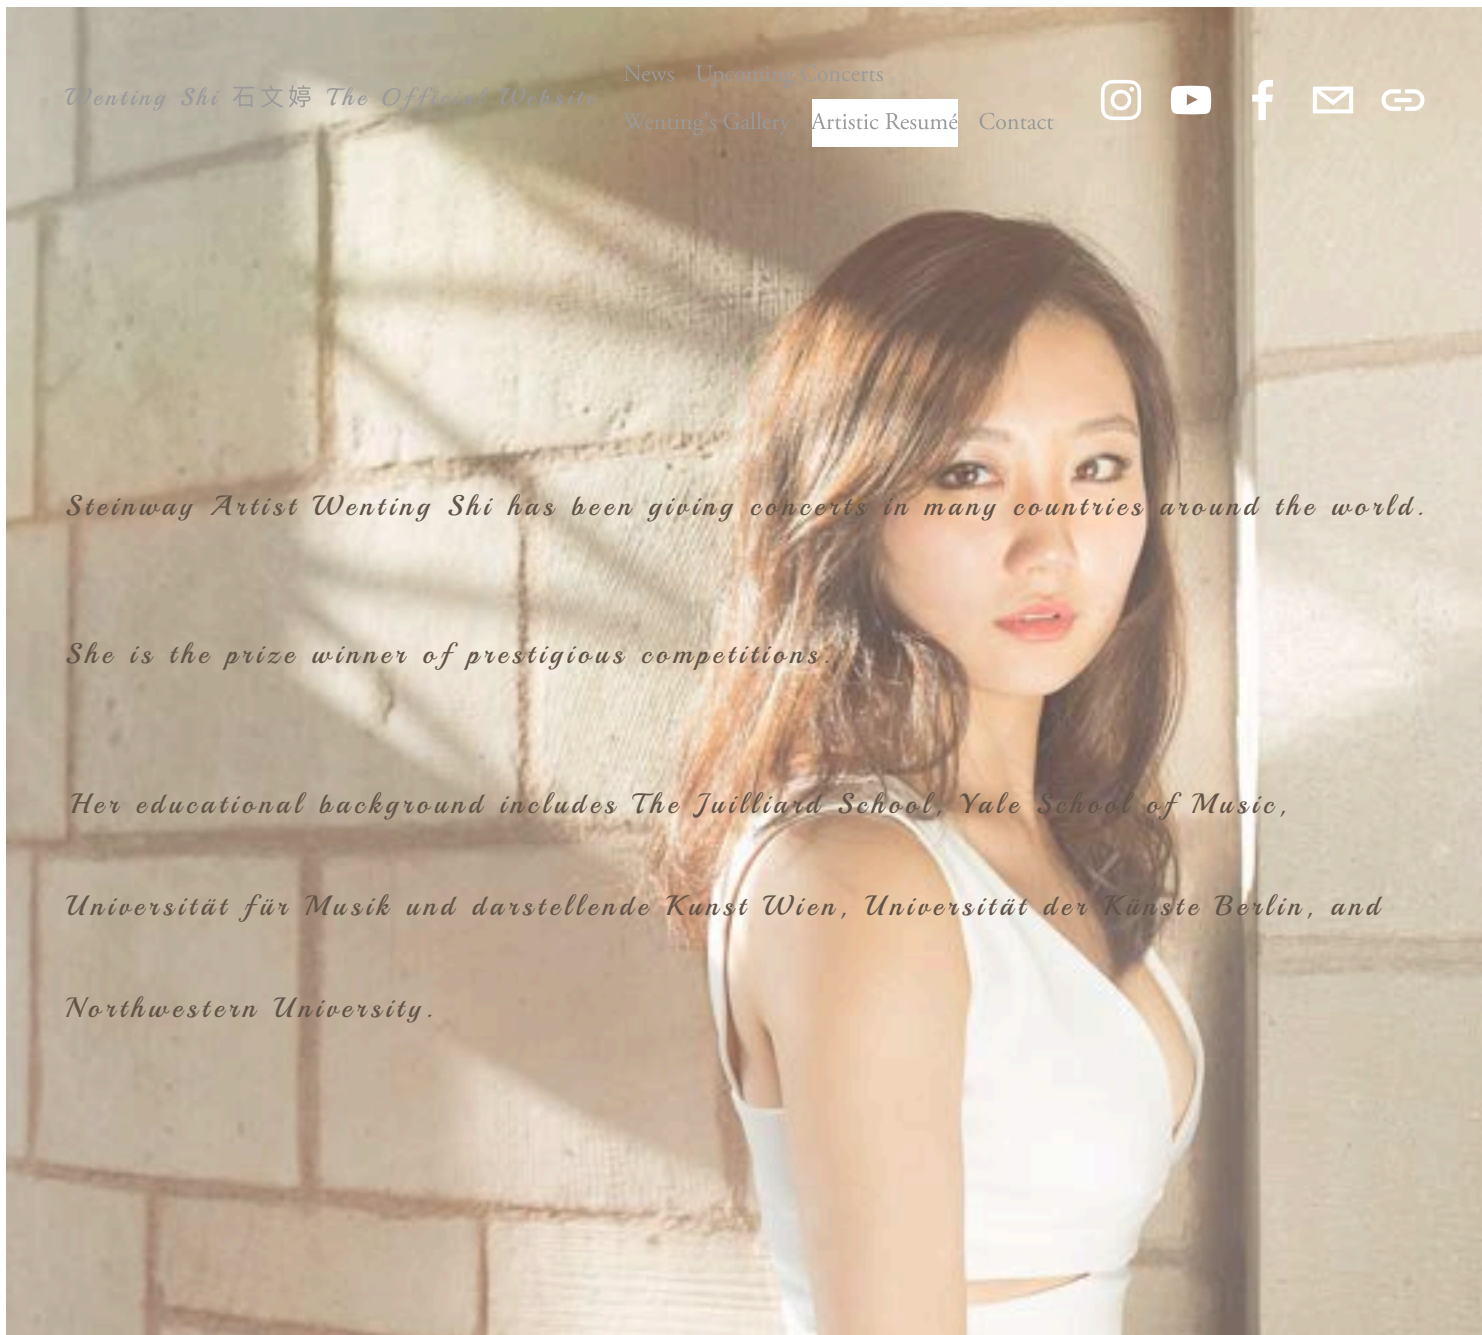 Wenting Shi 石文婷 The Official Website
News Upcoming Concerts
Wenting's Gallery Artistic Resumé Contact
Steinway Artist Wenting Shi has been giving concerts in many countries around the world.
She is the prize winner of prestigious competitions.
Her educational background includes The Juilliard School, Yale School of Music,
Universität für Musik und darstellende Kunst Wien, Universität der Künste Berlin, and
Northwestern University.